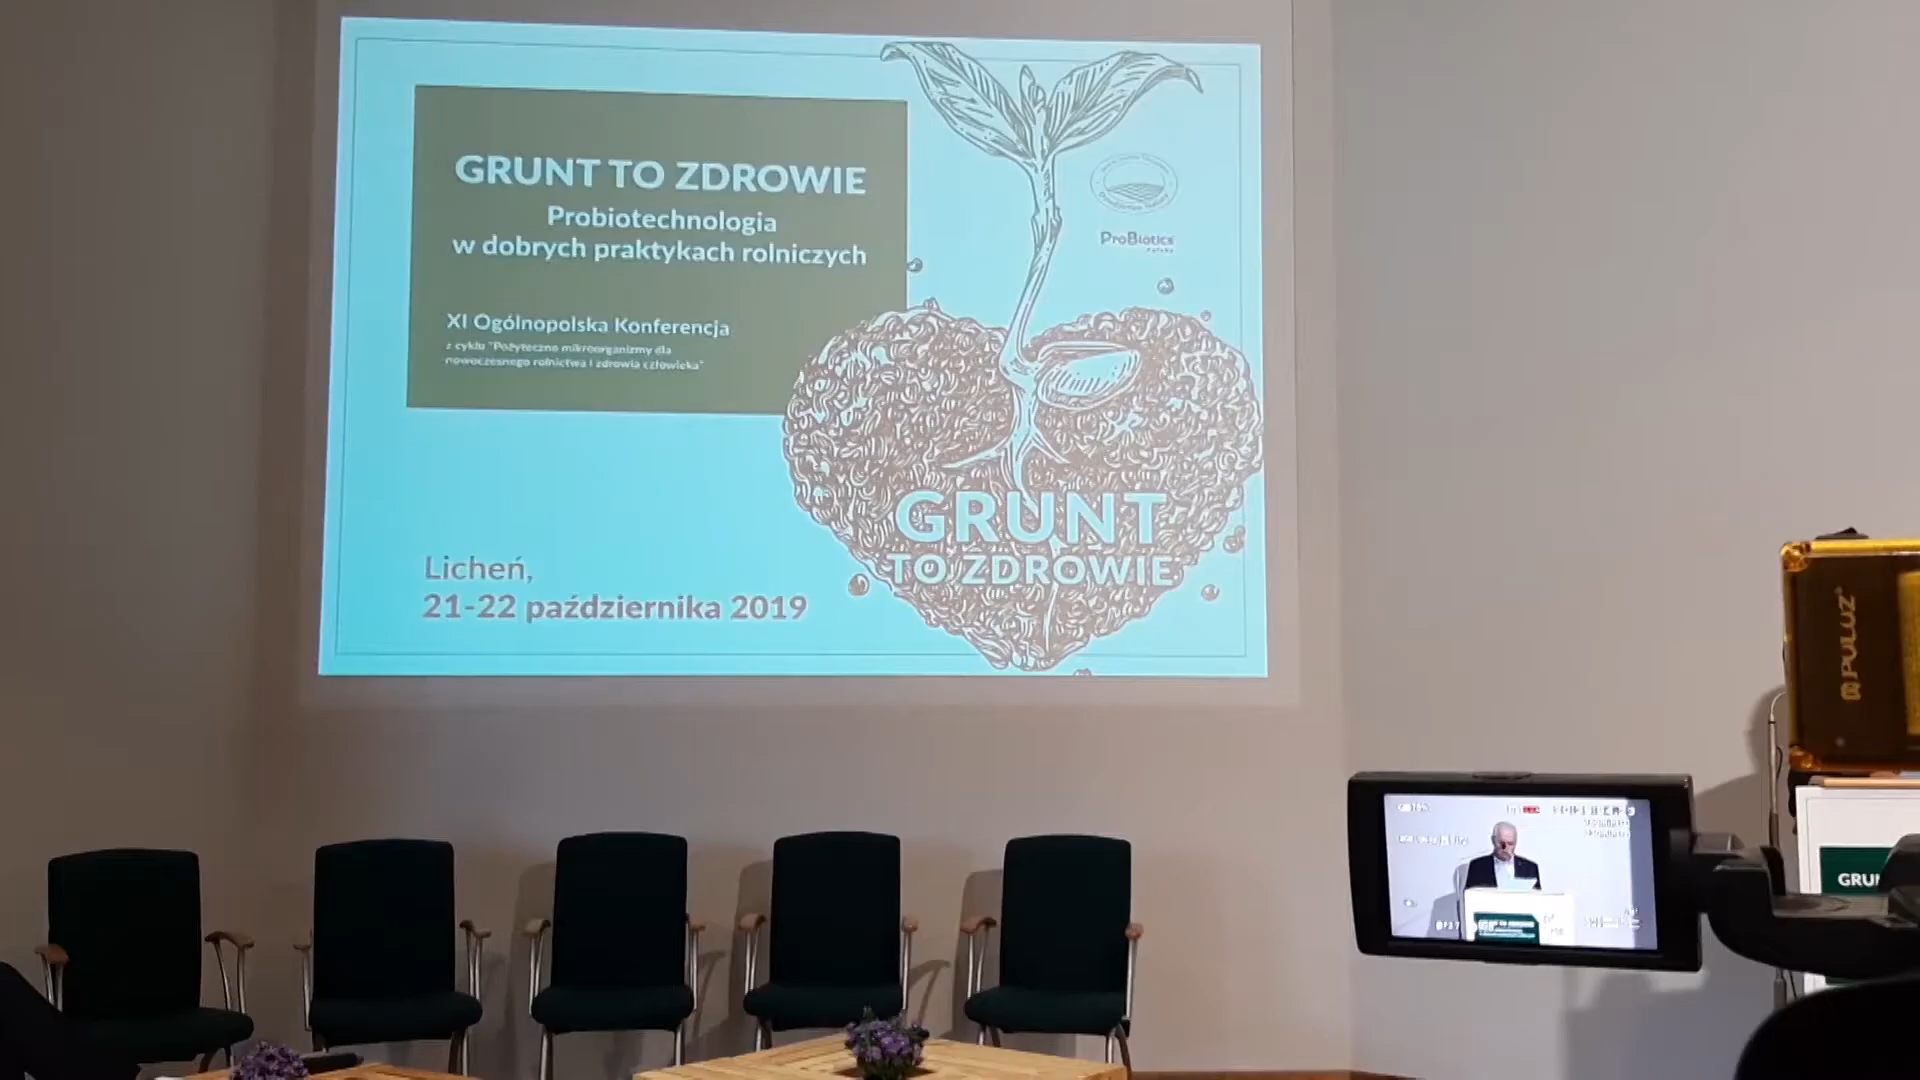 GRUNT TO ZDROWIE
Probiotechnologia
w dobrych praktykach rolniczych
XI Ogólnopolska Konferencja
z cyklu "Pożyteczne mikroorganizmy dla
nowoczesnego rolnictwa i zdrowia człowieka"
Licheń,
21-22 października 2019
ProBiotics
GRUNT
TO ZDROWIE
PULUZ
GRU